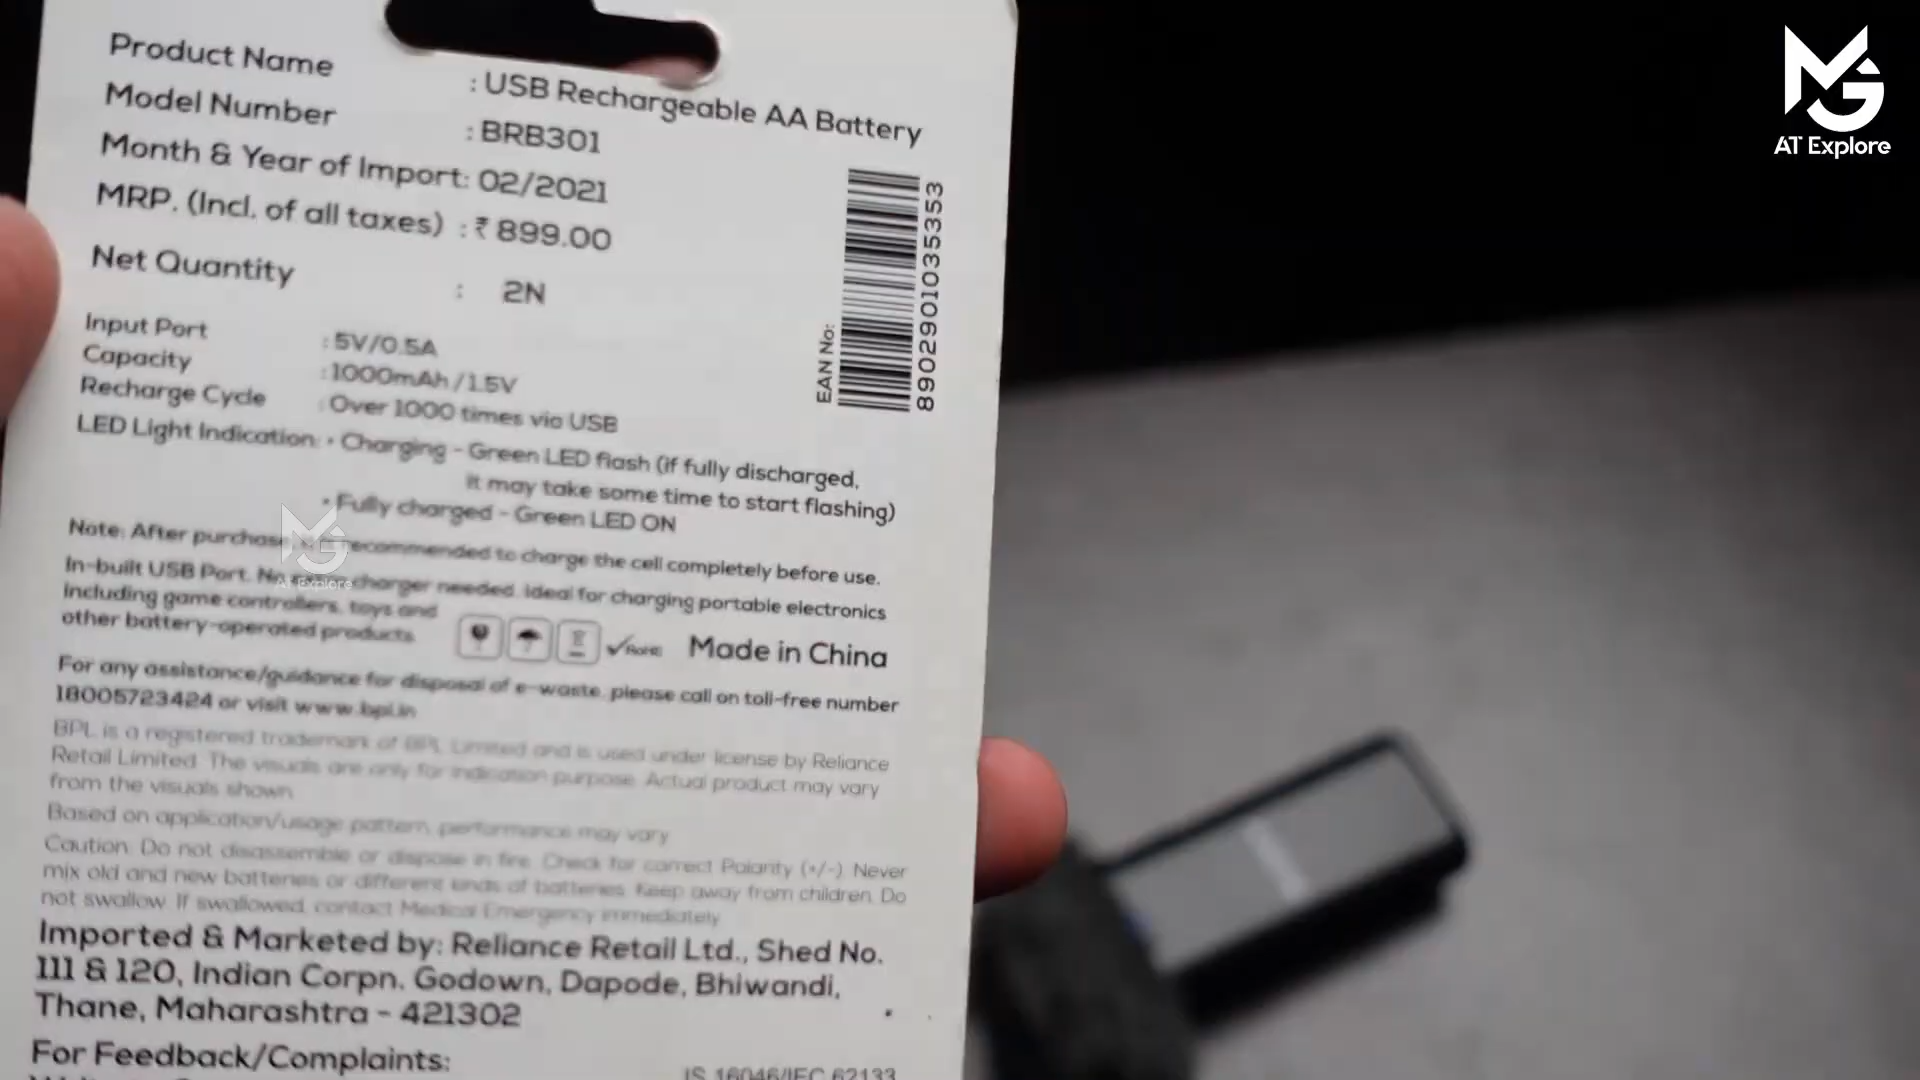 Product Name : USB Rechargeable AA Battery
Model Number : BRB301
Month & Year of Import: 02/2021
MRP. (Incl. of all taxes) : ₹ 899.00
Net Quantity : 2N
Input Port : 5V/0.5A
Capacity : 1000mAh /1.5V
Recharge Cycle : Over 1000 times via USB
LED Light Indication: • Charging - Green LED flash (if fully discharged,
it may take some time to start flashing)
• Fully charged - Green LED ON
Note: After purchase, recommended to charge the cell completely before use.
In-built USB Port. No charger needed. Ideal for charging portable electronics
including game controllers, toys and
other battery-operated products.
RoHS Made in China
For any assistance/guidance for disposal of e-waste, please call on toll-free number
18005723424 or visit www.bpl.in
BPL is a registered trademark of BPL Limited and is used under license by Reliance
Retail Limited. The visuals are only for indication purpose. Actual product may vary
from the visuals shown.
Based on application/usage pattern, performance may vary.
Caution: Do not disassemble or dispose in fire. Check for correct Polarity (+/-). Never
mix old and new batteries or different kinds of batteries. Keep away from children. Do
not swallow. If swallowed, contact Medical Emergency immediately.
Imported & Marketed by: Reliance Retail Ltd., Shed No.
111 & 120, Indian Corpn. Godown, Dapode, Bhiwandi,
Thane, Maharashtra - 421302
For Feedback/Complaints:
IS 16046/IEC 62133
EAN No:
8902901035353
AT Explore
AT Explore